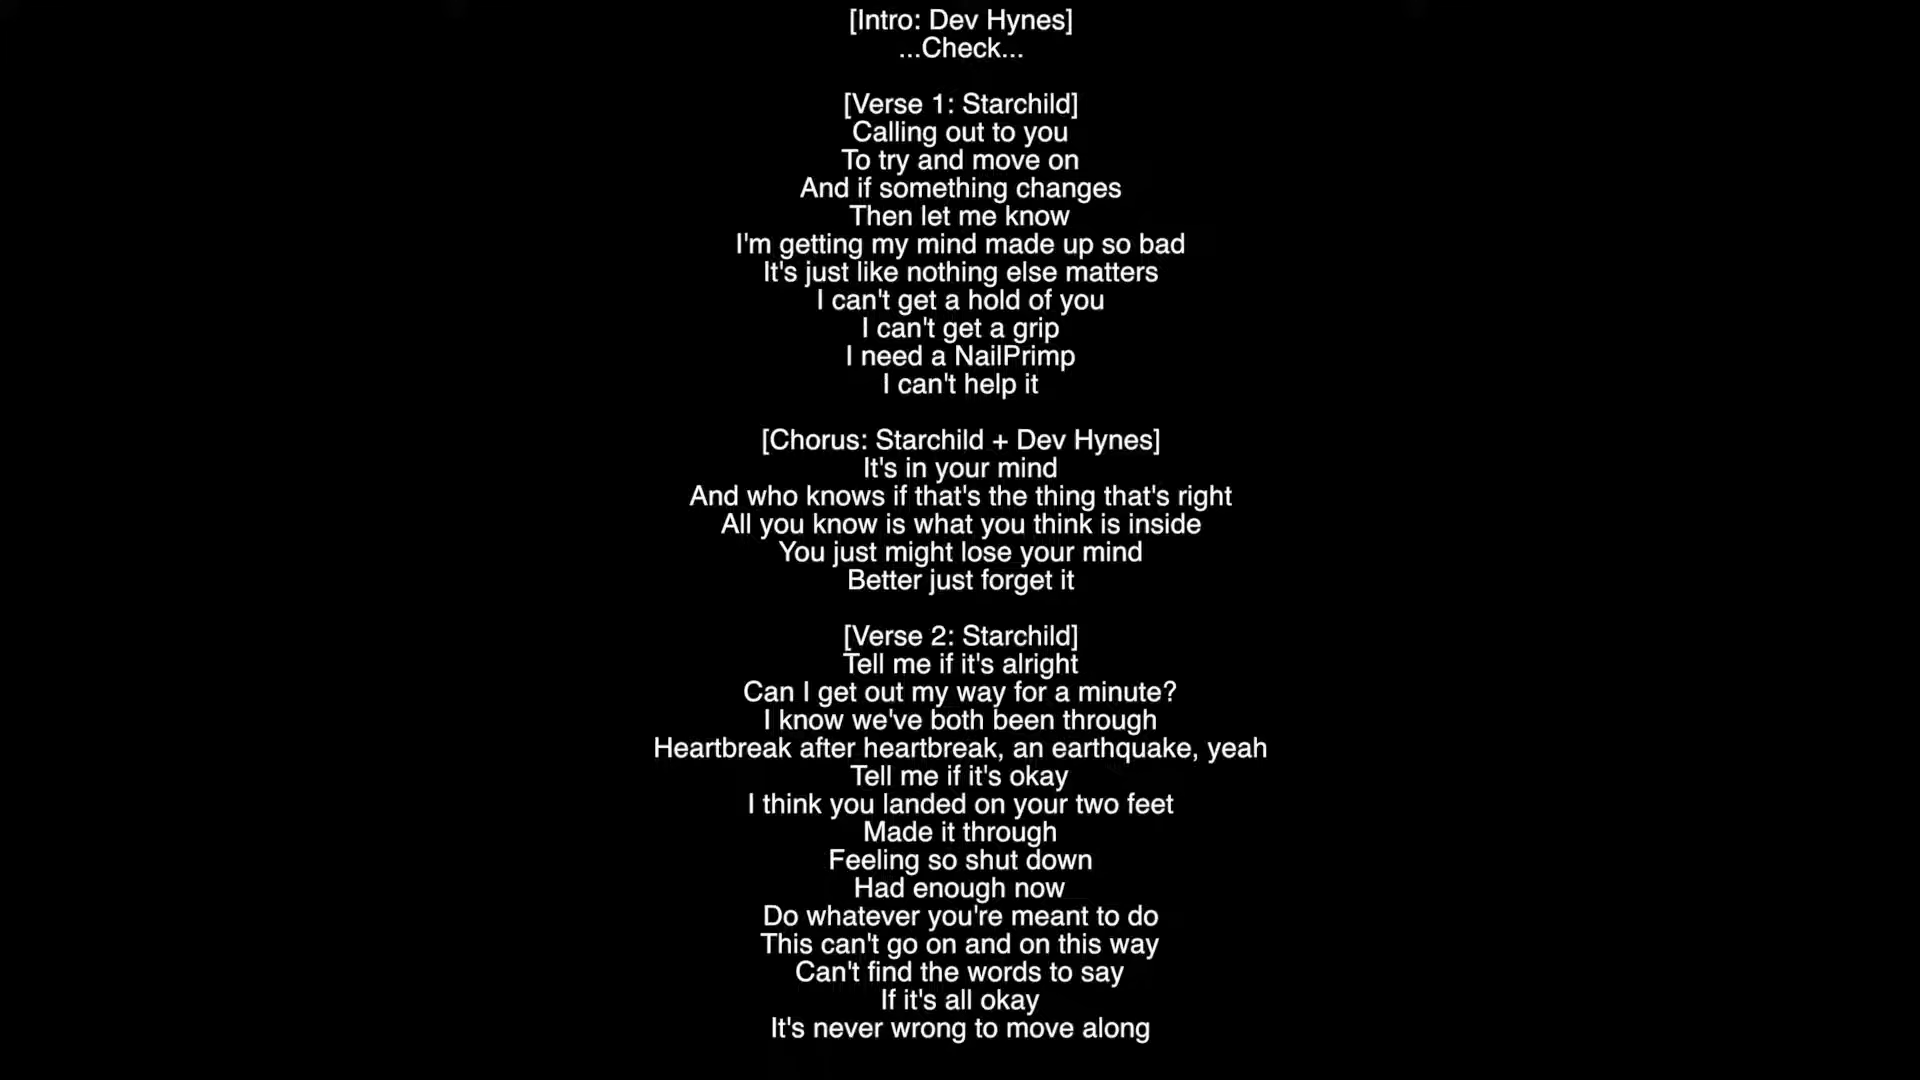 [Intro: Dev Hynes]
...Check...
[Verse 1: Starchild]
Calling out to you
To try and move on
And if something changes
Then let me know
I'm getting my mind made up so bad
It's just like nothing else matters
I can't get a hold of you
I can't get a grip
I need a NailPrimp
I can't help it
[Chorus: Starchild + Dev Hynes]
It's in your mind
And who knows if that's the thing that's right
All you know is what you think is inside
You just might lose your mind
Better just forget it
[Verse 2: Starchild]
Tell me if it's alright
Can I get out my way for a minute?
I know we've both been through
Heartbreak after heartbreak, an earthquake, yeah
Tell me if it's okay
I think you landed on your two feet
Made it through
Feeling so shut down
Had enough now
Do whatever you're meant to do
This can't go on and on this way
Can't find the words to say
If it's all okay
It's never wrong to move along